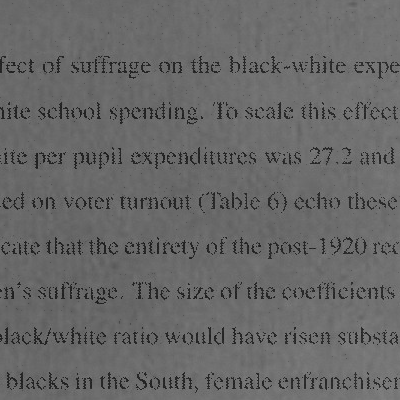 fect of suffrage on the black-white expe
ite school spending. To scale this effect
ite per pupil expenditures was 27.2 and
ed on voter turnout (Table 6) echo these
cate that the entirety of the post-1920 rec
en's suffrage. The size of the coefficients
black/white ratio would have risen substa
blacks in the South, female enfranchisem